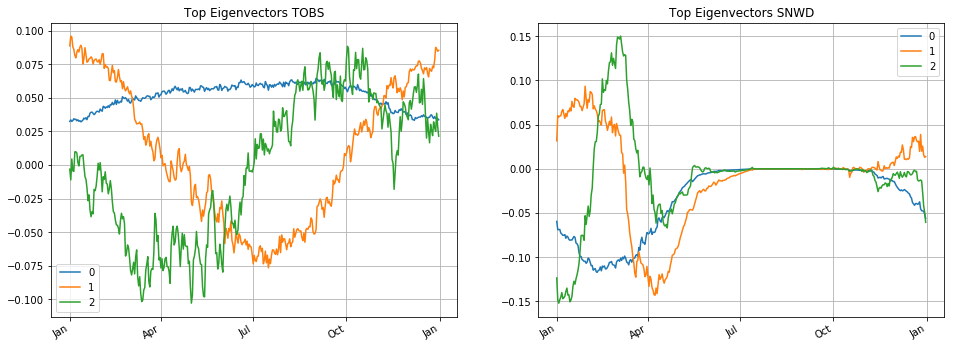 Top Eigenvectors TOBS
0.100
0.075
0.050
0.025
0.000
−0.025
−0.050
−0.075
−0.100
0
1
2
Jan
Apr
Jul
Oct
Jan
Top Eigenvectors SNWD
0.15
0.10
0.05
0.00
−0.05
−0.10
−0.15
0
1
2
Jan
Apr
Jul
Oct
Jan